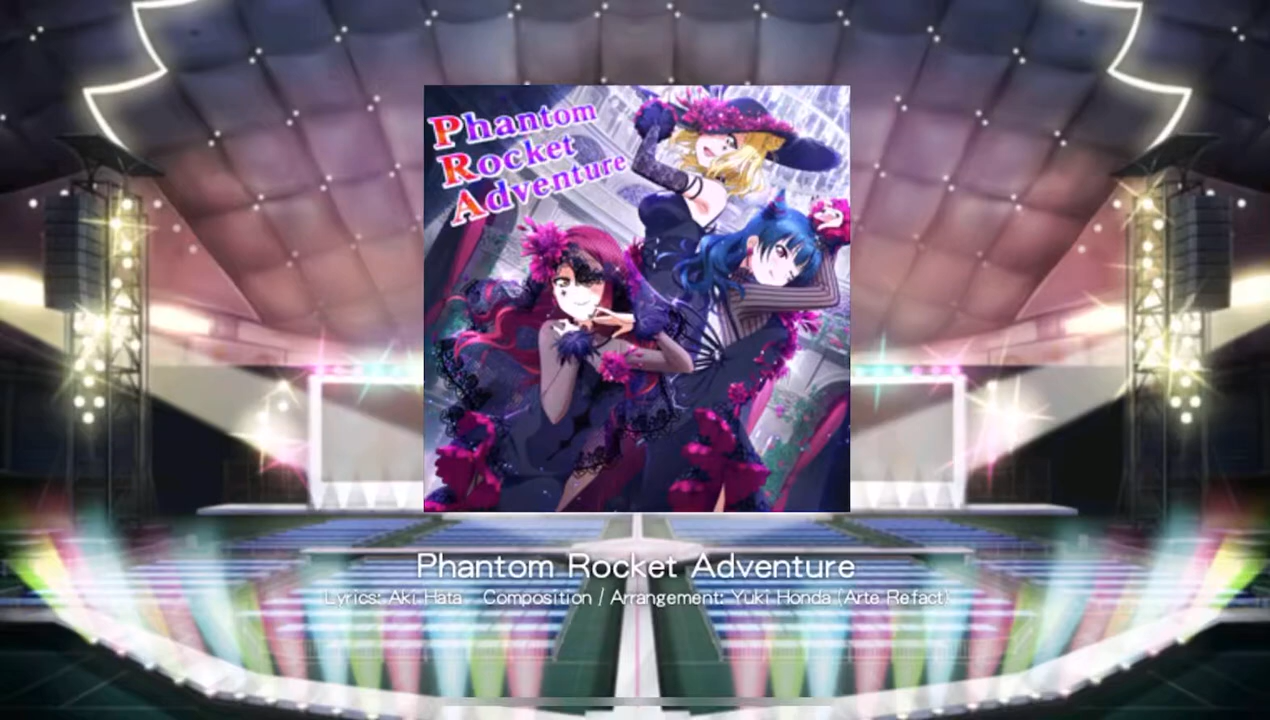 Phantom
Rocket
Adventure
Phantom Rocket Adventure
Lyrics: Aki Hata Composition / Arrangement: Yuki Honda (Arte Refact)